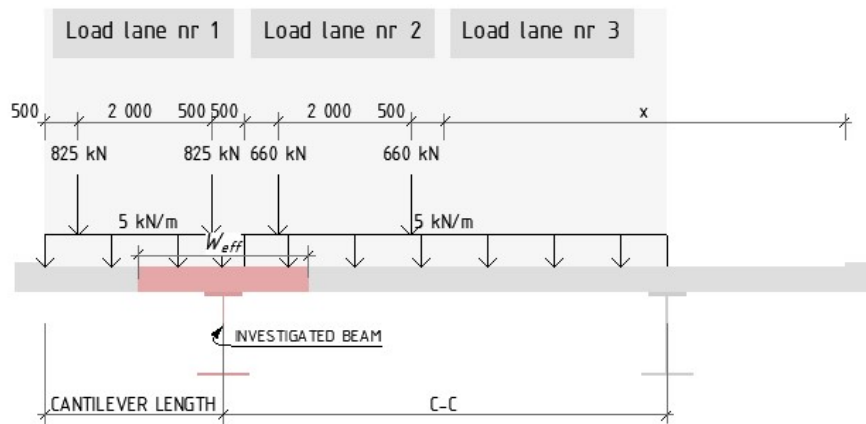 Load lane nr 1 Load lane nr 2 Load lane nr 3
500 2 000 500 500 2 000 500 x
825 kN 825 kN 660 kN 660 kN
5 kN/m 5 kN/m
Weff
INVESTIGATED BEAM
CANTILEVER LENGTH C-C